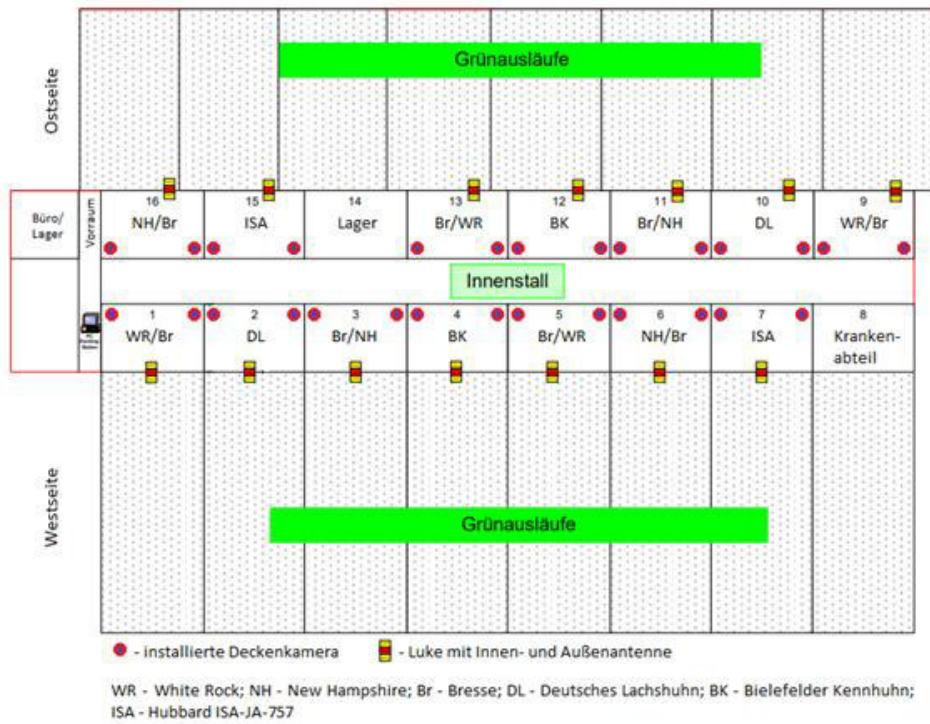 Ostseite
Grünausläufe
16 15 14 13 12 11 10 9
Büro/
Lager
Vorraum
NH/Br ISA Lager Br/WR BK Br/NH DL WR/Br
Innenstall
1 2 3 4 5 6 7 8
WR/Br DL Br/NH BK Br/WR NH/Br ISA Kranken-
abteil
PC
Westseite
Grünausläufe
- installierte Deckenkamera - Luke mit Innen- und Außenantenne
WR - White Rock; NH - New Hampshire; Br - Bresse; DL - Deutsches Lachshuhn; BK - Bielefelder Kennhuhn;
ISA - Hubbard ISA-JA-757